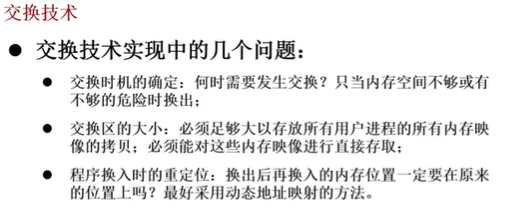 交换技术
● 交换技术实现中的几个问题：
● 交换时机的确定：何时需要发生交换？只当内存空间不够或有
不够的危险时换出；
● 交换区的大小：必须足够大以存放所有用户进程的所有内存映
像的拷贝；必须能对这些内存映像进行直接存取；
● 程序换入时的重定位：换出后再换入的内存位置一定要在原来
的位置上吗？最好采用动态地址映射的方法。